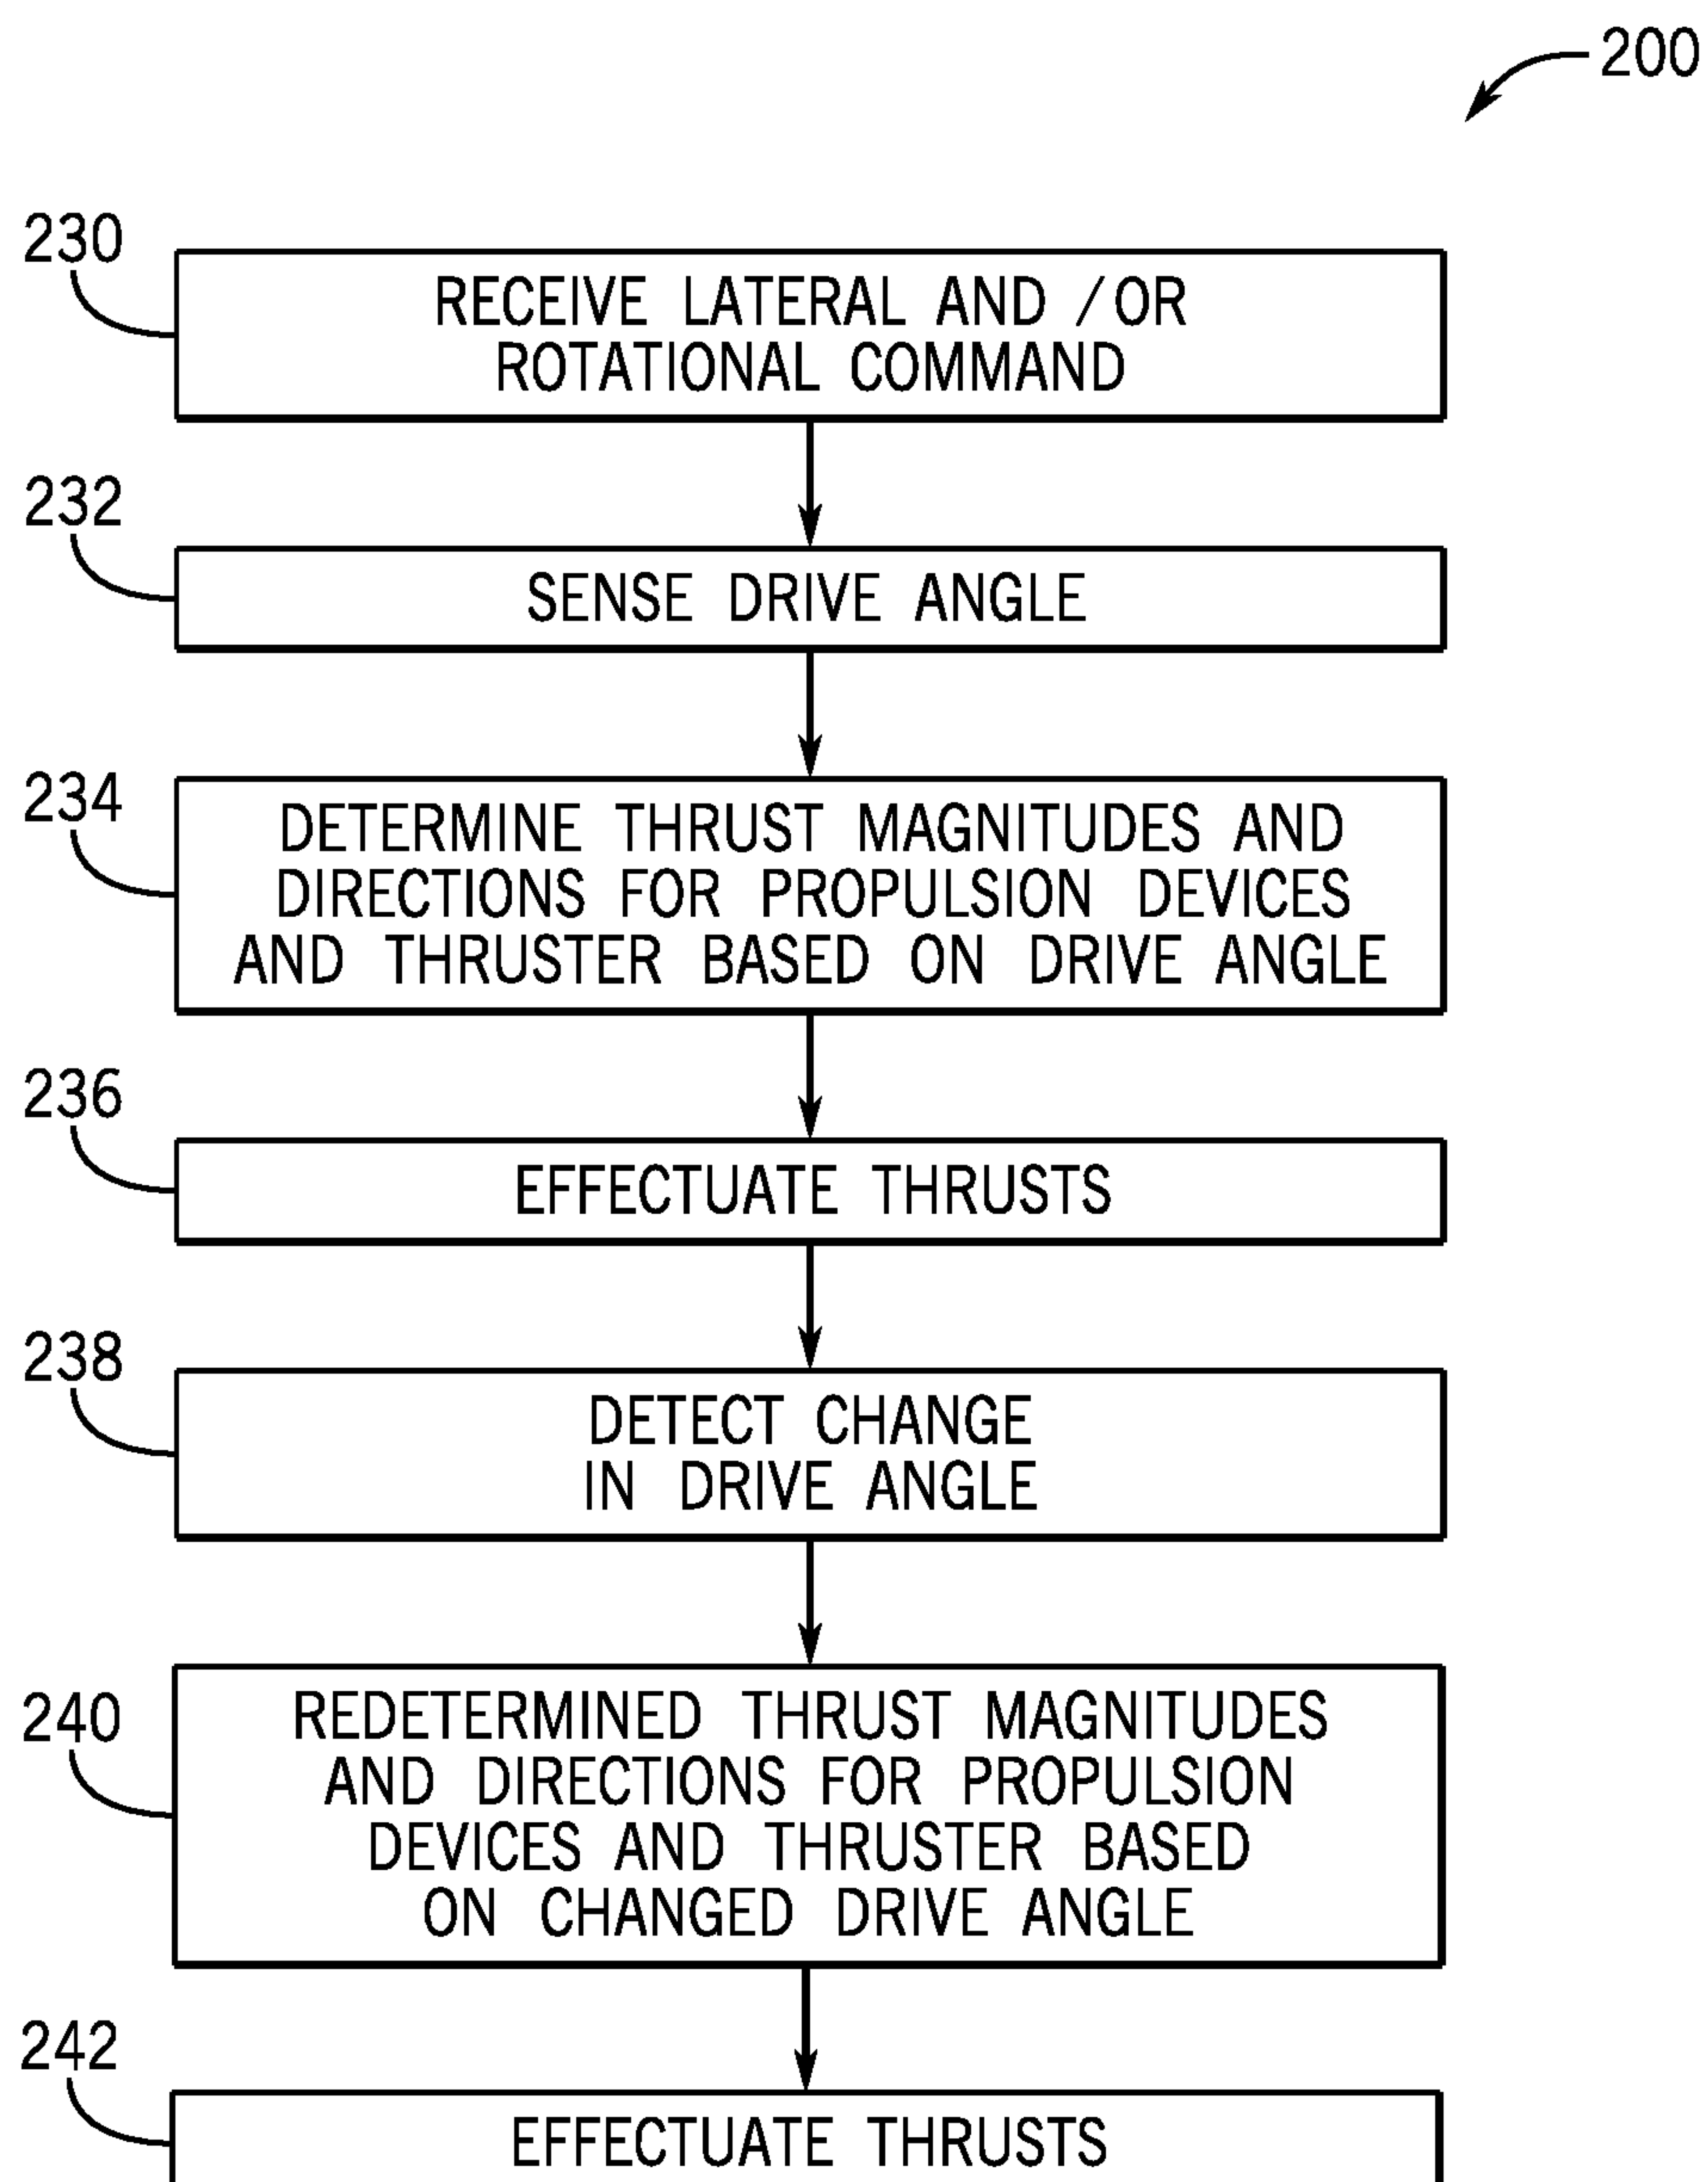 200
230
RECEIVE LATERAL AND /OR
ROTATIONAL COMMAND
232
SENSE DRIVE ANGLE
234
DETERMINE THRUST MAGNITUDES AND
DIRECTIONS FOR PROPULSION DEVICES
AND THRUSTER BASED ON DRIVE ANGLE
236
EFFECTUATE THRUSTS
238
DETECT CHANGE
IN DRIVE ANGLE
240
REDETERMINED THRUST MAGNITUDES
AND DIRECTIONS FOR PROPULSION
DEVICES AND THRUSTER BASED
ON CHANGED DRIVE ANGLE
242
EFFECTUATE THRUSTS